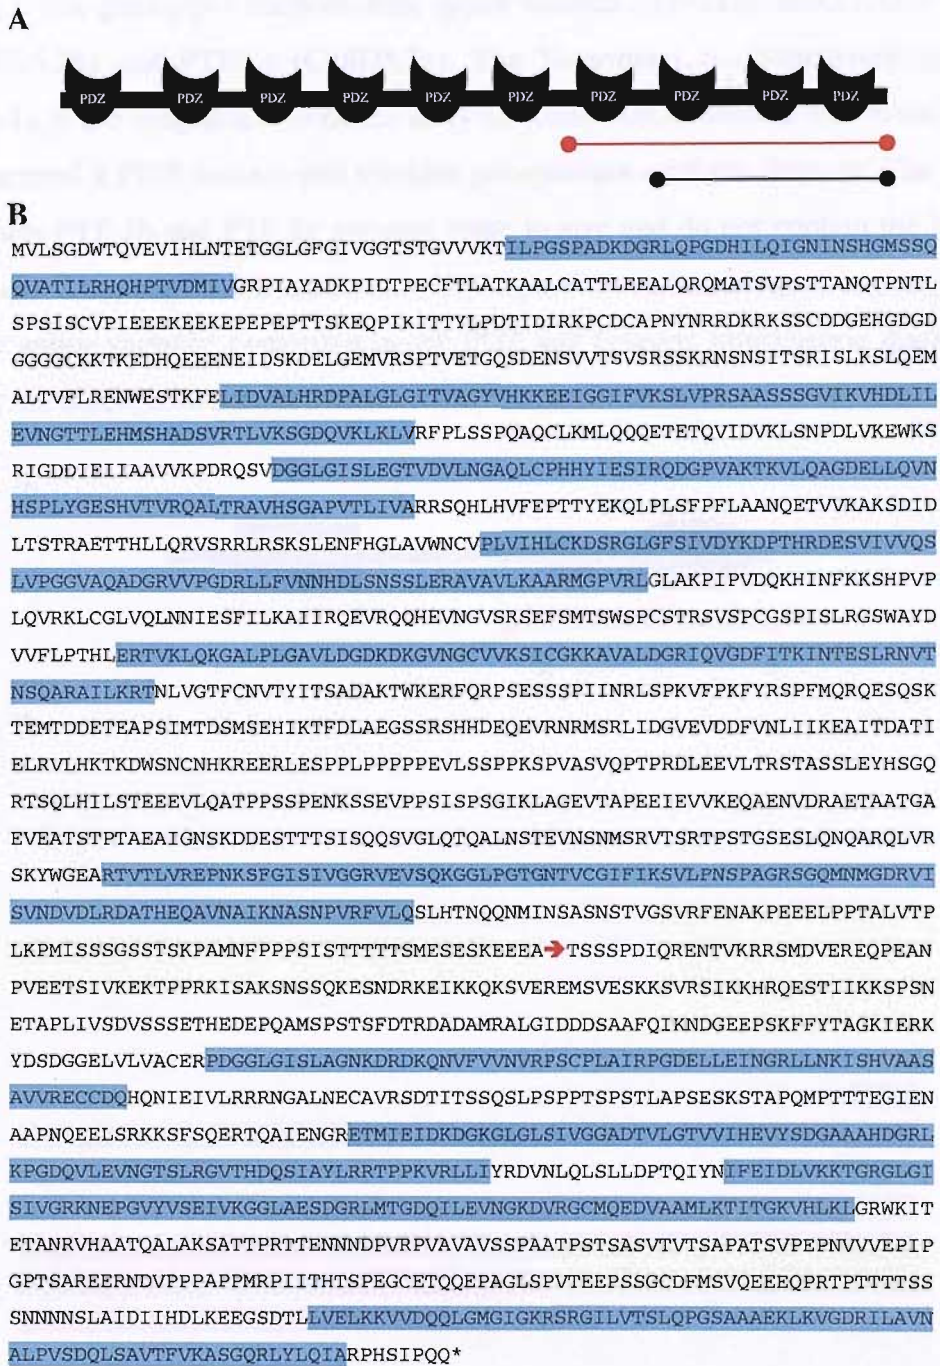 A
PDZ PDZ PDZ PDZ PDZ PDZ PDZ PDZ PDZ PDZ
B
MVLSGDWTQVEVIHLNTETGGLGFGIVGGTSTGVVVKTILPGSPADKDGRLQPGDHILQIGNINSHGMSSQ
QVATILRHQHPTVDMIVGRPIAYADKPIDTPECFTLATKAALCATTLEEALQRQMATSVPSTTANQTPNTL
SPSISCVPIEEEKEEKEPEPEPTTSKEQPIKITTYLPDTIDIRKPCDCAPNYNRRDKRKSSCDDGEHGDGD
GGGGCKKTKEDHQEEENEIDSKDELGEMVRSPTVETGQSDENSVVTSVSRSSKRNSNSITSRISLKSLQEM
ALTVFLRENWESTKFELIDVALHRDPALGLGITVAGYVHKKEEIGGIFVKSLVPRSAASSSGVIKVHDLIL
EVNGTTLEHMSHADSVRTLVKSGDQVKLKLVRFPLSSPQAQCLKMLQQQETETQVIDVKLSNPDLVKEWKS
RIGDDIEIIAAVVKPDRQSVDGGLGISLEGTVDVLNGAQLCPHHYIESIRQDGPVAKTKVLQAGDELLQVN
HSPLYGESHVTVRQALTRAVHSGAPVTLIVARRSQHLHVFEPTTYEKQLPLSFPFLAANQETVVKAKSDID
LTSTRAETTHLLQRVSRRLRSKSLENFHGLAVWNCVPLVIHLCKDSRGLGFSIVDYKDPTHRDESVIVVQS
LVPGGVAQADGRVVPGDRLLFVNNHDLSNSSLERAVAVLKAARMGPVRLGLAKPIPVDQKHINFKKSHPVP
LQVRKLCGLVQLNNIESFILKAIIRQEVRQQHEVNGVSRSEFSMTSWSPCSTRSVSPCGSPISLRGSWAYD
VVFLPTHLERTVKLQKGALPLGAVLDGDKDKGVNGCVVKSICGKKAVALDGRIQVGDFITKINTESLRNVT
NSQARAILKRTNLVGTFCNVTYITSADAKTWKERFQRPSESSSPIINRLSPKVFPKFYRSPFMQRQESQSK
TEMTDDETEAPSIMTDSMSEHIKTFDLAEGSSRSHHDEQEVRNRMSRLIDGVEVDDFVNLIIKEAITDATI
ELRVLHKTKDWSNCNHKREERLESPPLPPPPPEVLSSPPKSPVASVQPTPRDLEEVLTRSTASSLEYHSGQ
RTSQLHILSTEEEVLQATPPSSPENKSSEVPPSISPSGIKLAGEVTAPEEIEVVKEQAENVDRAETAATGA
EVEATSTPTAEAIGNSKDDESTTTSISQQSVGLQTQALNSTEVNSNMSRVTSRTPSTGSESLQNQARQLVR
SKYWGEARTVTLVREPNKSFGISIVGGRVEVSQKGGLPGTGNTVCGIFIKSVLPNSPAGRSGQMNMGDRVI
SVNDVDLRDATHEQAVNAIKNASNPVRFVLQSLHTNQQNMINSASNSTVGSVRFENAKPEEELPPTALVTP
LKPMISSSGSSTSKPAMNFPPPSISTTTTTSMESESKEEEA➔TSSSPDIQRENTVKRRSMDVEREQPEAN
PVEETSIVKEKTPPRKISAKSNSSQKESNDRKEIKKQKSVEREMSVESKKSVRSIKKHRQESTIIKKSPSN
ETAPLIVSDVSSSETHEDEPQAMSPSTSFDTRDADAMRALGIDDDSAAFQIKNDGEEPSKFFYTAGKIERK
YDSDGGELVLVACERPDGGLGISLAGNKDRDKQNVFVVNVRPSCPLAIRPGDELLEINGRLLNKISHVAAS
AVVRECCDQHQNIEIVLRRRNGALNECAVRSDTITSSQSLPSPPTSPSTLAPSESKSTAPQMPTTTEGIEN
AAPNQEELSRKKSFSQERTQAIENGRETMIEIDKDGKGLGLSIVGGADTVLGTVVIHEVYSDGAAAHDGRL
KPGDQVLEVNGTSLRGVTHDQSIAYLRRTPPKVRLLIYRDVNLQLSLLDPTQIYNIFEIDLVKKTGRGLGI
SIVGRKNEPGVYVSEIVKGGLAESDGRLMTGDQILEVNGKDVRGCMQEDVAAMLKTITGKVHLKLGRWKIT
ETANRVHAATQALAKSATTPRTTENNNDPVRPVAVAVSSPAATPSTSASVTVTSAPATSVPEPNVVVEPIP
GPTSAREERNDVPPPAPPMRPIITHTSPEGCETQQEPAGLSPVTEEPSSGCDFMSVQEEEQPRTPTTTTSS
SNNNNSLAIDIIHDLKEEGSDTLLVELKKVVDQQLGMGIGKRSRGILVTSLQPGSAAAEKLKVGDRILAVN
ALPVSDQLSAVTFVKASGQRLYLQIARPHSIPQQ*